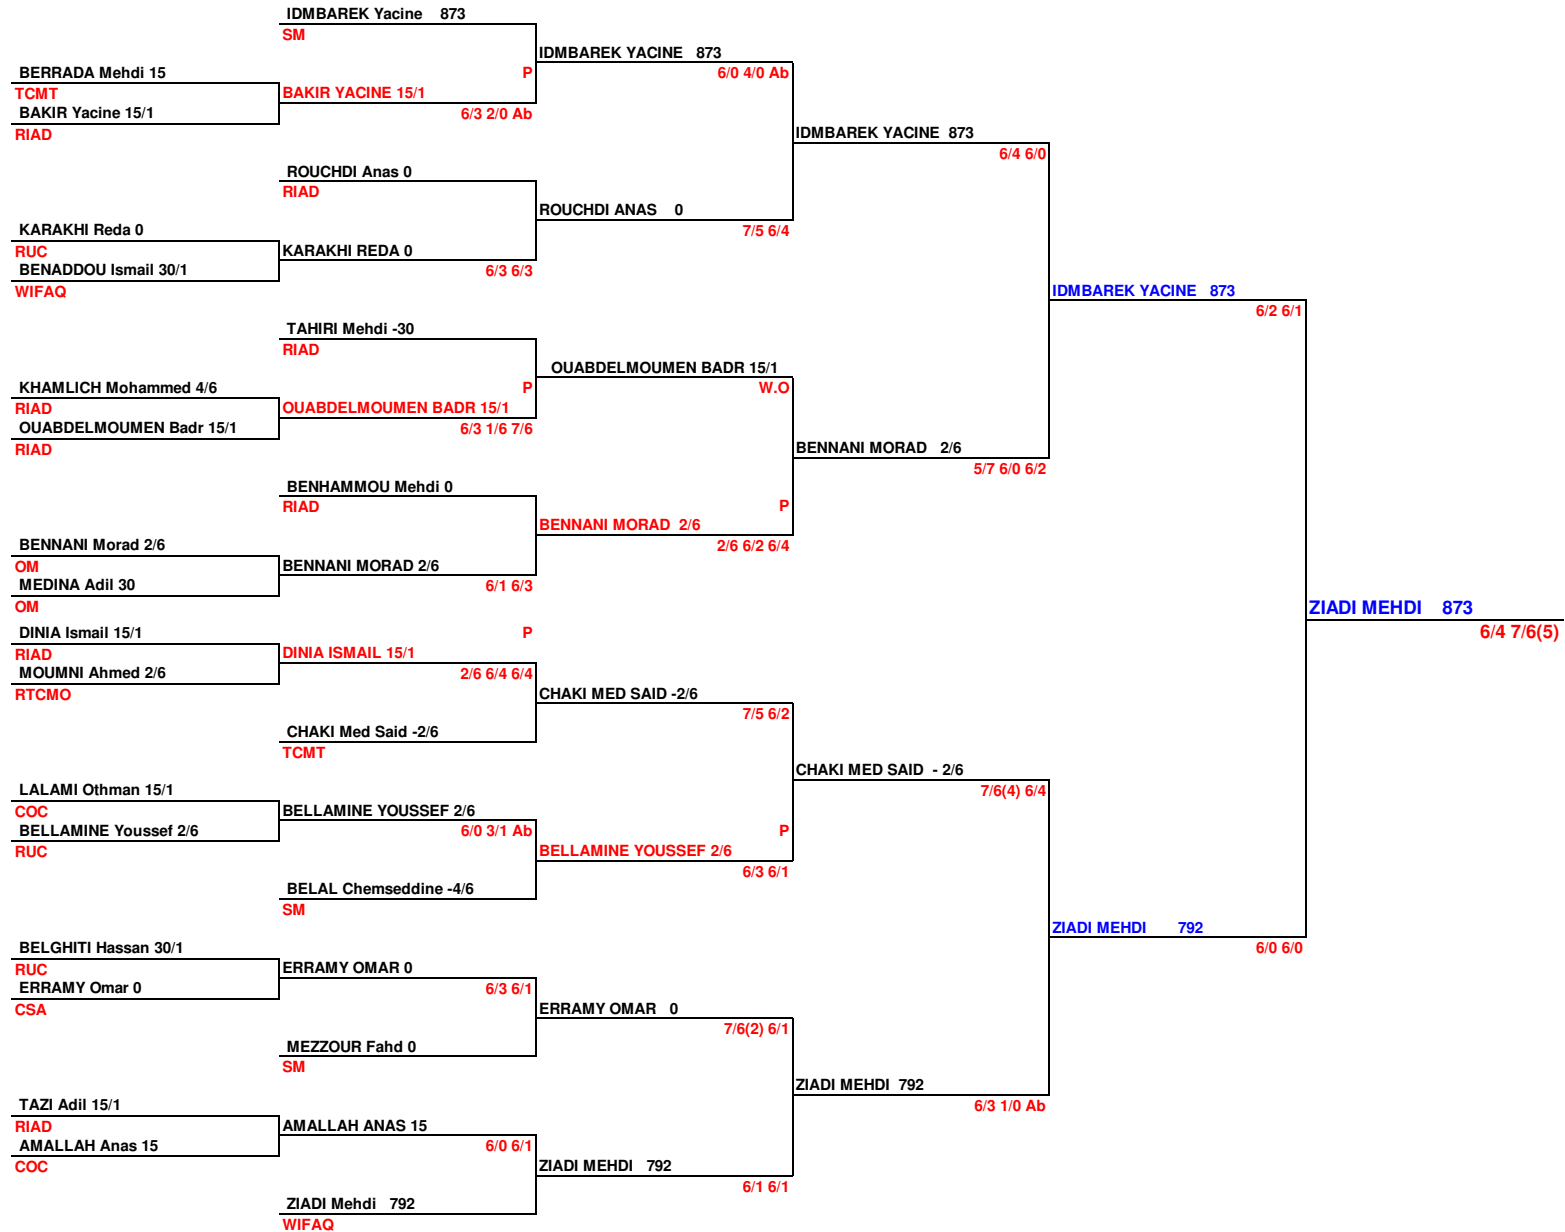 IDMBAREK Yacine 873
SM
IDMBAREK YACINE 873
BERRADA Mehdi 15
P
6/0 4/0 Ab
TCMT
BAKIR YACINE 15/1
BAKIR Yacine 15/1
6/3 2/0 Ab
RIAD
IDMBAREK YACINE 873
6/4 6/0
ROUCHDI Anas 0
RIAD
ROUCHDI ANAS 0
KARAKHI Reda 0
7/5 6/4
RUC
KARAKHI REDA 0
BENADDOU Ismail 30/1
6/3 6/3
WIFAQ
IDMBAREK YACINE 873
6/2 6/1
TAHIRI Mehdi -30
RIAD
OUABDELMOUMEN BADR 15/1
KHAMLICH Mohammed 4/6
P
W.O
RIAD
OUABDELMOUMEN BADR 15/1
OUABDELMOUMEN Badr 15/1
6/3 1/6 7/6
RIAD
BENNANI MORAD 2/6
5/7 6/0 6/2
BENHAMMOU Mehdi 0
RIAD
P
BENNANI MORAD 2/6
BENNANI Morad 2/6
2/6 6/2 6/4
OM
BENNANI MORAD 2/6
MEDINA Adil 30
6/1 6/3
OM
ZIADI MEHDI 873
6/4 7/6(5)
DINIA Ismail 15/1
P
RIAD
DINIA ISMAIL 15/1
MOUMNI Ahmed 2/6
2/6 6/4 6/4
RTCMO
CHAKI MED SAID -2/6
7/5 6/2
CHAKI Med Said -2/6
TCMT
CHAKI MED SAID - 2/6
LALAMI Othman 15/1
7/6(4) 6/4
COC
BELLAMINE YOUSSEF 2/6
BELLAMINE Youssef 2/6
6/0 3/1 Ab
P
RUC
BELLAMINE YOUSSEF 2/6
6/3 6/1
BELAL Chemseddine -4/6
SM
ZIADI MEHDI 792
BELGHITI Hassan 30/1
6/0 6/0
RUC
ERRAMY OMAR 0
ERRAMY Omar 0
6/3 6/1
CSA
ERRAMY OMAR 0
7/6(2) 6/1
MEZZOUR Fahd 0
SM
ZIADI MEHDI 792
TAZI Adil 15/1
6/3 1/0 Ab
RIAD
AMALLAH ANAS 15
AMALLAH Anas 15
6/0 6/1
COC
ZIADI MEHDI 792
6/1 6/1
ZIADI Mehdi 792
WIFAQ